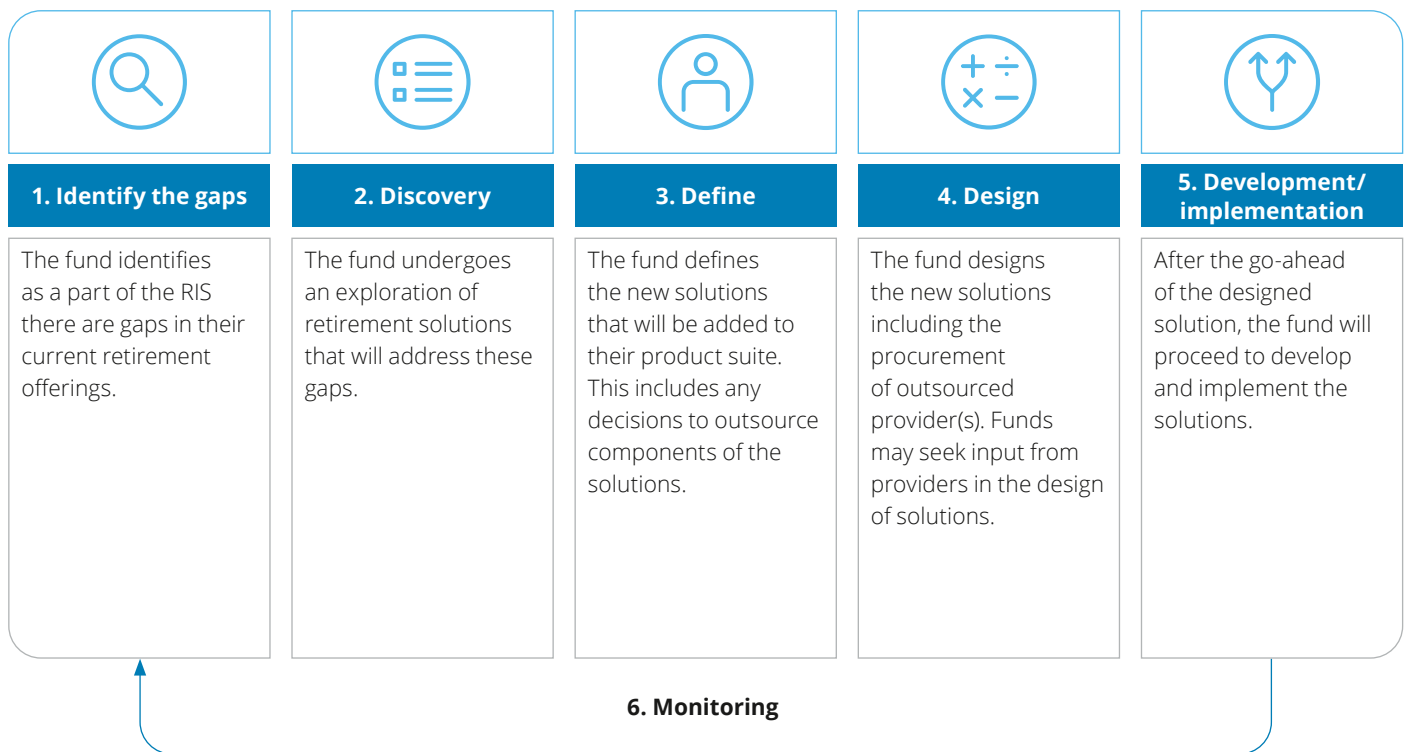 1. Identify the gaps
The fund identifies
as a part of the RIS
there are gaps in their
current retirement
offerings.
2. Discovery
The fund undergoes
an exploration of
retirement solutions
that will address these
gaps.
3. Define
The fund defines
the new solutions
that will be added to
their product suite.
This includes any
decisions to outsource
components of the
solutions.
4. Design
The fund designs
the new solutions
including the
procurement
of outsourced
provider(s). Funds
may seek input from
providers in the design
of solutions.
5. Development/
implementation
After the go-ahead
of the designed
solution, the fund will
proceed to develop
and implement the
solutions.
6. Monitoring